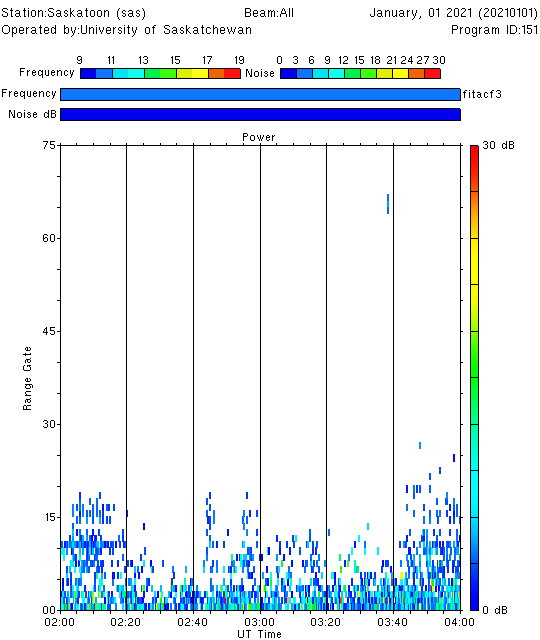 Station:Saskatoon (sas) Beam:All January, 01 2021 (20210101)
Operated by:University of Saskatchewan Program ID:151
9 11 13 15 17 19 0 3 6 9 12 15 18 21 24 27 30
Frequency Noise
Frequency fitacf3
Noise dB
Power
75 30 dB
60
45
Range Gate
30
15
00 0 dB
02:00 02:20 02:40 03:00 03:20 03:40 04:00
UT Time